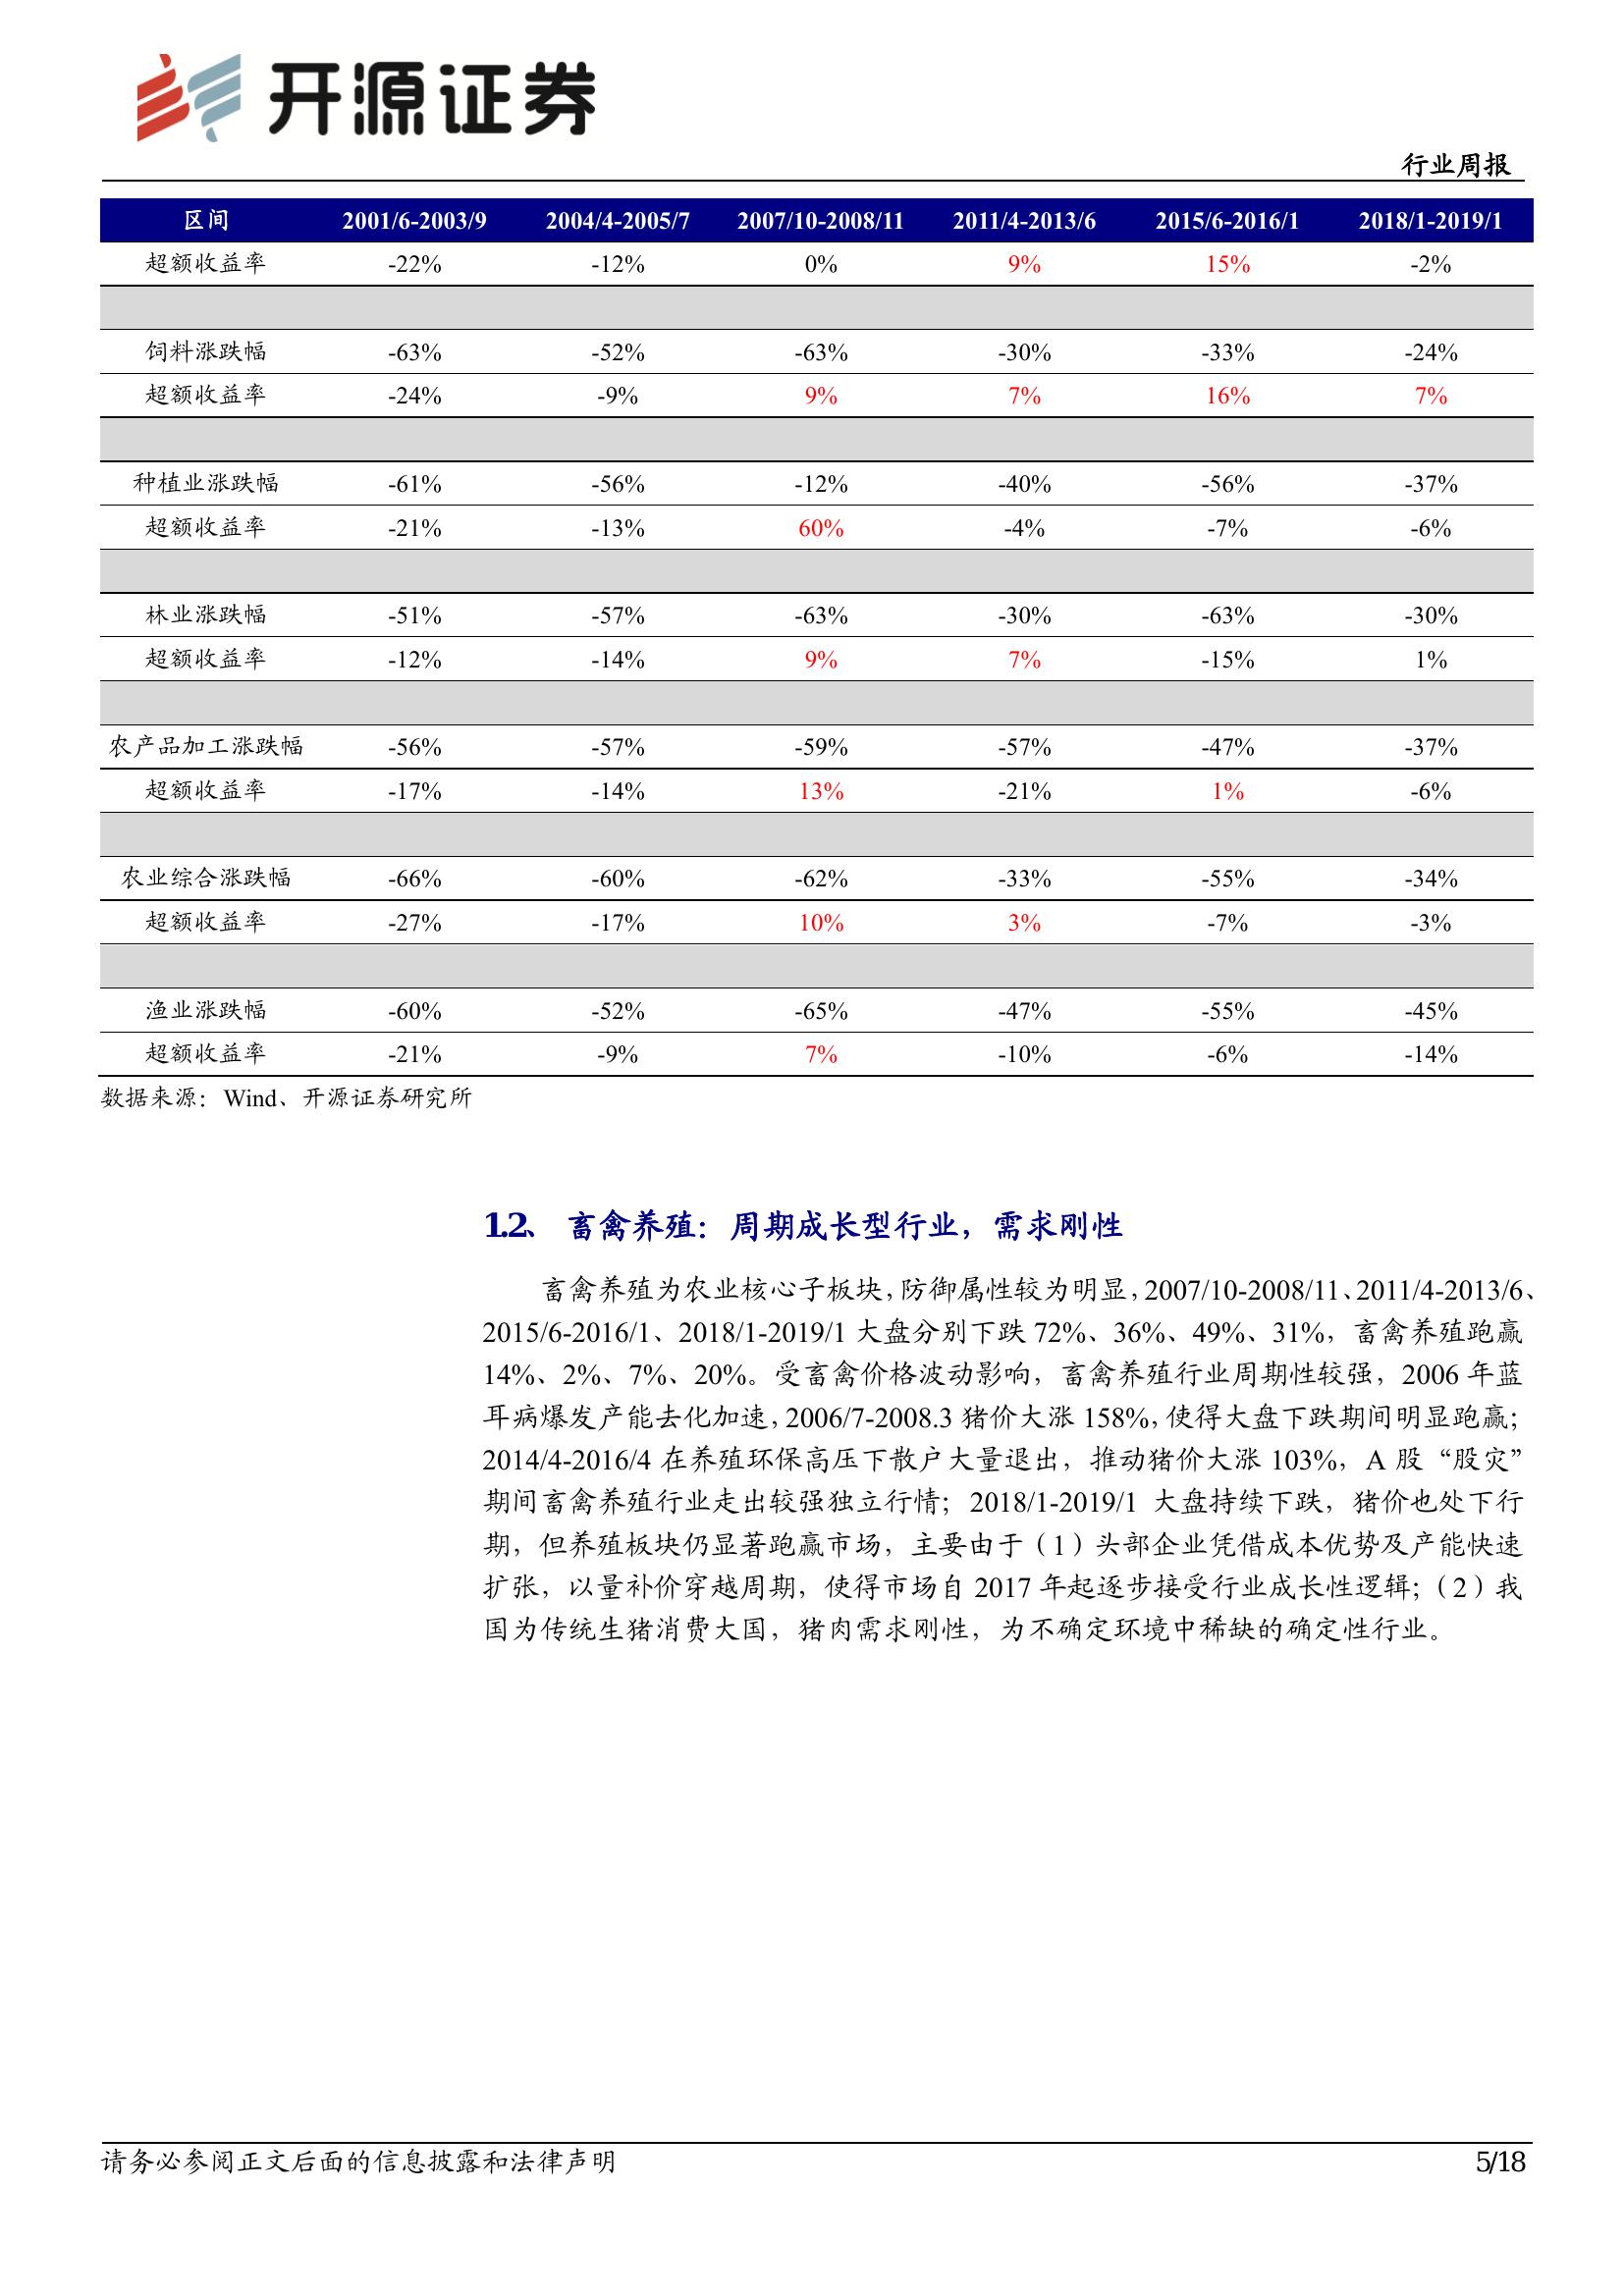 开源证券
行业周报
区间 2001/6-2003/9 2004/4-2005/7 2007/10-2008/11 2011/4-2013/6 2015/6-2016/1 2018/1-2019/1
超额收益率 -22% -12% 0% 9% 15% -2%
饲料涨跌幅 -63% -52% -63% -30% -33% -24%
超额收益率 -24% -9% 9% 7% 16% 7%
种植业涨跌幅 -61% -56% -12% -40% -56% -37%
超额收益率 -21% -13% 60% -4% -7% -6%
林业涨跌幅 -51% -57% -63% -30% -63% -30%
超额收益率 -12% -14% 9% 7% -15% 1%
农产品加工涨跌幅 -56% -57% -59% -57% -47% -37%
超额收益率 -17% -14% 13% -21% 1% -6%
农业综合涨跌幅 -66% -60% -62% -33% -55% -34%
超额收益率 -27% -17% 10% 3% -7% -3%
渔业涨跌幅 -60% -52% -65% -47% -55% -45%
超额收益率 -21% -9% 7% -10% -6% -14%
数据来源：Wind、开源证券研究所
1.2、 畜禽养殖：周期成长型行业，需求刚性
畜禽养殖为农业核心子板块，防御属性较为明显，2007/10-2008/11、2011/4-2013/6、
2015/6-2016/1、2018/1-2019/1 大盘分别下跌 72%、36%、49%、31%，畜禽养殖跑赢
14%、2%、7%、20%。受畜禽价格波动影响，畜禽养殖行业周期性较强，2006 年蓝
耳病爆发产能去化加速，2006/7-2008.3 猪价大涨 158%，使得大盘下跌期间明显跑赢；
2014/4-2016/4 在养殖环保高压下散户大量退出，推动猪价大涨 103%，A 股“股灾”
期间畜禽养殖行业走出较强独立行情；2018/1-2019/1 大盘持续下跌，猪价也处下行
期，但养殖板块仍显著跑赢市场，主要由于（1）头部企业凭借成本优势及产能快速
扩张，以量补价穿越周期，使得市场自 2017 年起逐步接受行业成长性逻辑；（2）我
国为传统生猪消费大国，猪肉需求刚性，为不确定环境中稀缺的确定性行业。
请务必参阅正文后面的信息披露和法律声明
5/18